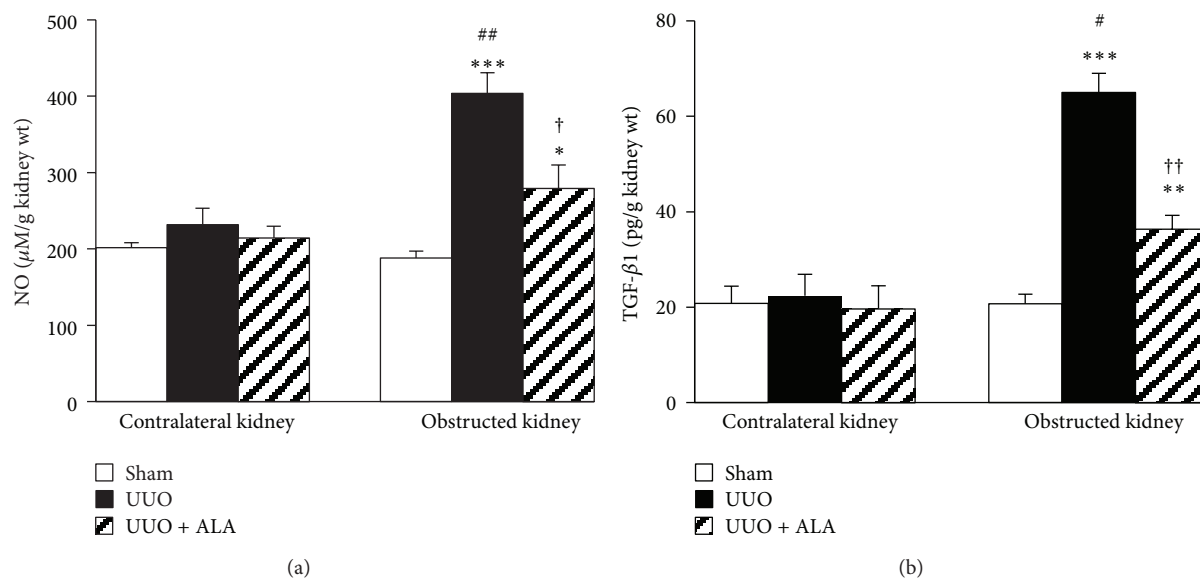 NO (μM/g kidney wt)
500
400
300
200
100
0
##
***
†
*
Contralateral kidney
Obstructed kidney
Sham
UUO
UUO + ALA
(a)
TGF-β1 (pg/g kidney wt)
80
60
40
20
0
#
***
††
**
Contralateral kidney
Obstructed kidney
Sham
UUO
UUO + ALA
(b)